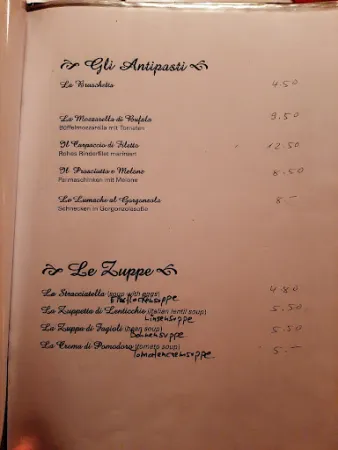 Gli Antipasti
La Bruschetta 4.50
La Mozzarella di Bufala 9.50
Büffelmozzarella mit Tomaten
Il Carpaccio di Filetto 12.50
Rohes Rinderfilet mariniert
Il Prosciutto e Melone 8.50
Parmaschinken mit Melone
Le Lumache al Gorgonzola 8.-
Schnecken in Gorgonzolasoße
Le Zuppe
La Stracciatella (soup with eggs) 4.80
Eierflockensuppe
La Zuppetta di Lenticchie (italian lentil soup) 5.50
Linsensuppe
La Zuppa di Fagioli (bean soup) 5.50
Bohnensuppe
La Crema di Pomodoro (tomato soup) 5.-
Tomatencremesuppe